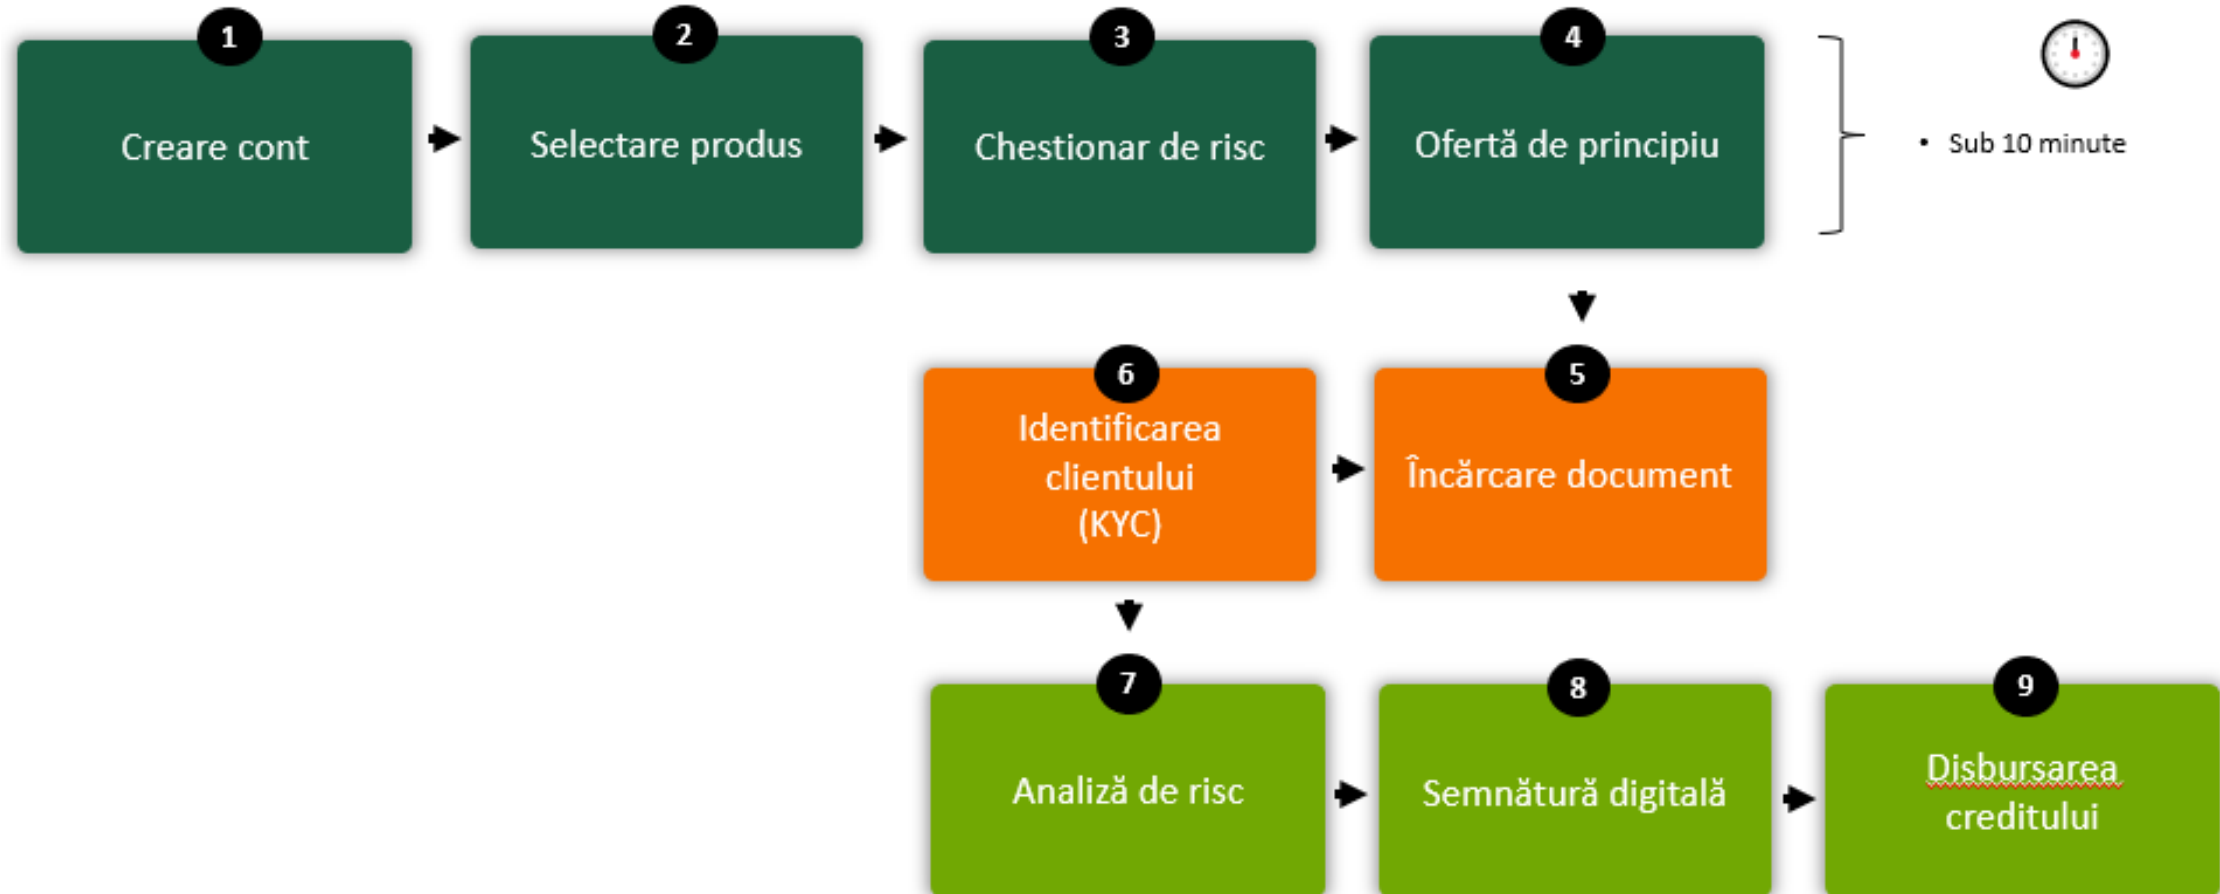 1
Creare cont
2
Selectare produs
3
Chestionar de risc
4
Ofertă de principiu
• Sub 10 minute
5
Încărcare document
6
Identificarea
clientului
(KYC)
7
Analiză de risc
8
Semnătură digitală
9
Disbursarea
creditului